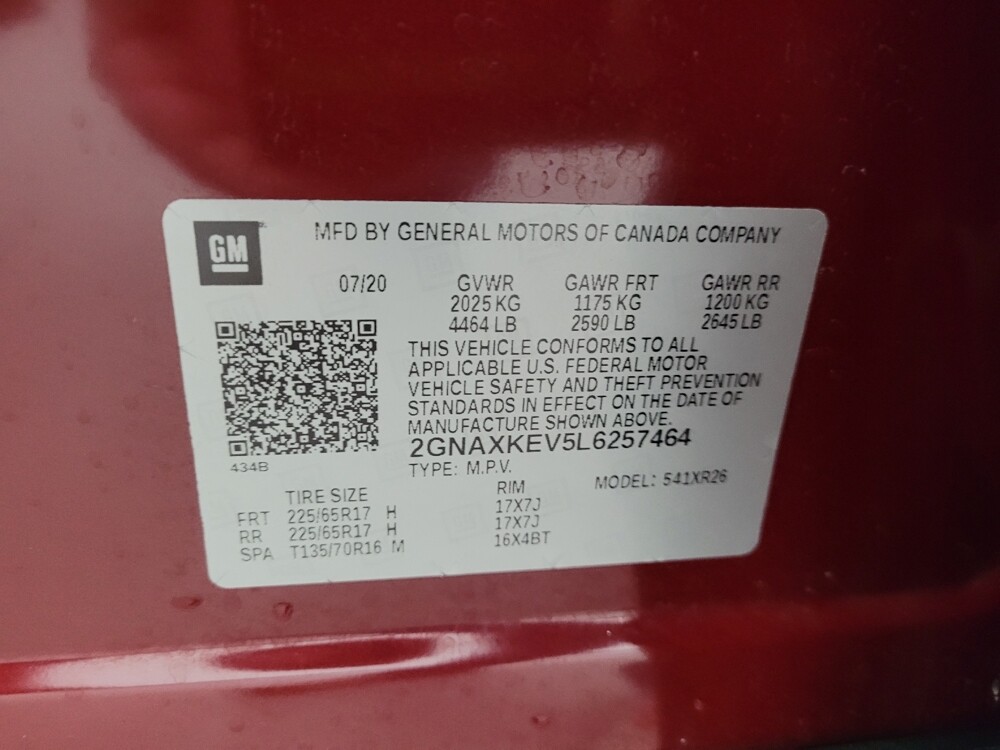 GM
MFD BY GENERAL MOTORS OF CANADA COMPANY
07/20 GVWR GAWR FRT GAWR RR
2025 KG 1175 KG 1200 KG
4464 LB 2590 LB 2645 LB
THIS VEHICLE CONFORMS TO ALL
APPLICABLE U.S. FEDERAL MOTOR
VEHICLE SAFETY AND THEFT PREVENTION
STANDARDS IN EFFECT ON THE DATE OF
MANUFACTURE SHOWN ABOVE.
2GNAXKEV5L6257464
434B TYPE: M.P.V. MODEL: 541XR26
TIRE SIZE RIM
FRT 225/65R17 H 17X7J
RR 225/65R17 H 17X7J
SPA T135/70R16 M 16X4BT